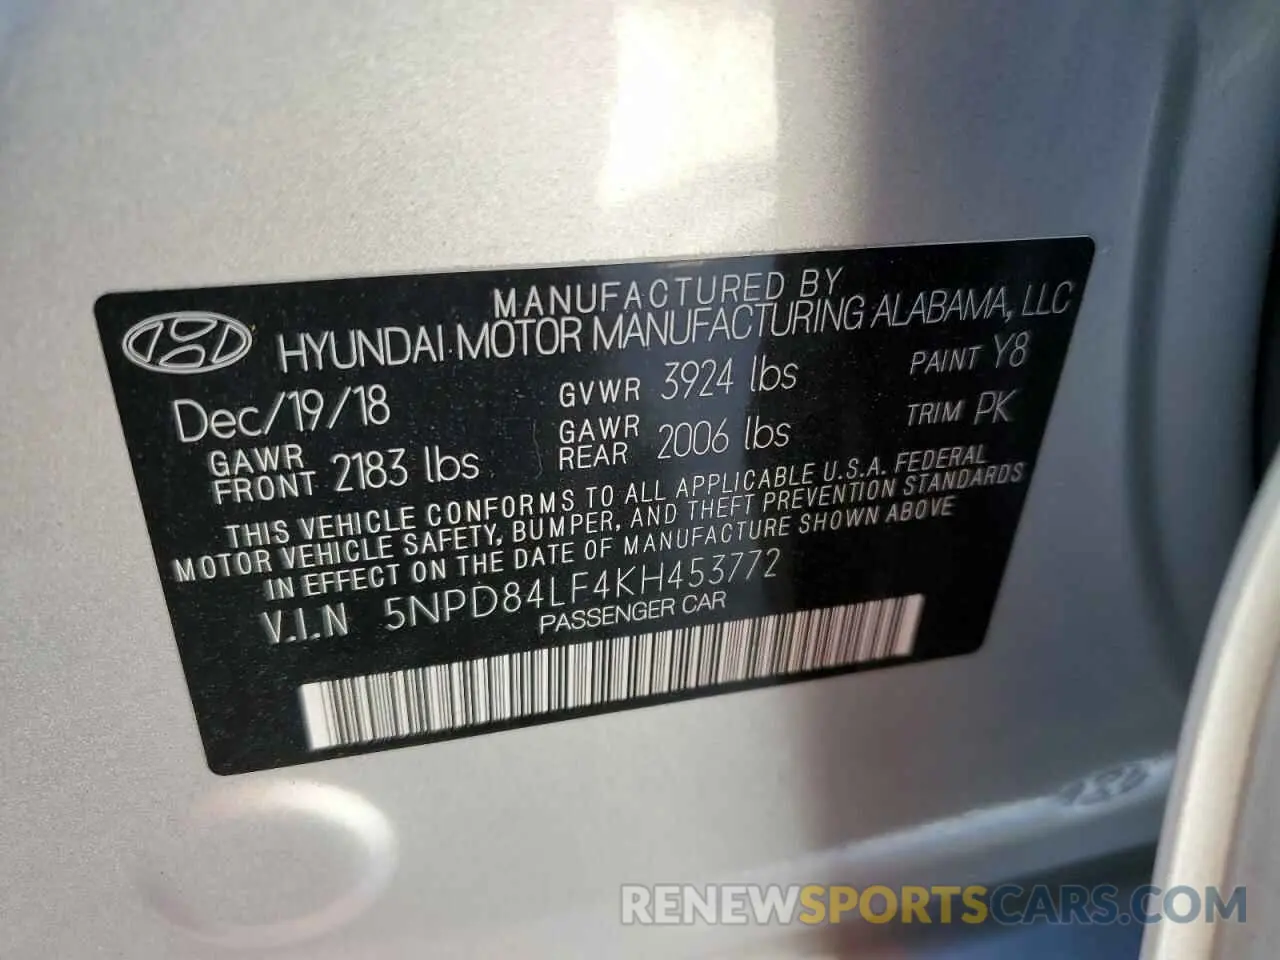 MANUFACTURED BY
HYUNDAI MOTOR MANUFACTURING ALABAMA, LLC
Dec/19/18 GVWR 3924 lbs PAINT Y8
GAWR FRONT 2183 lbs GAWR REAR 2006 lbs TRIM PK
THIS VEHICLE CONFORMS TO ALL APPLICABLE U.S.A. FEDERAL
MOTOR VEHICLE SAFETY, BUMPER, AND THEFT PREVENTION STANDARDS
IN EFFECT ON THE DATE OF MANUFACTURE SHOWN ABOVE
V.I.N 5NPD84LF4KH453772
PASSENGER CAR
RENEWSPORTSCARS.COM